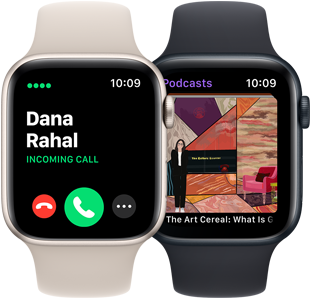 10:09
Dana
Rahal
INCOMING CALL
Podcasts
10:09
The Art Cereal: What Is